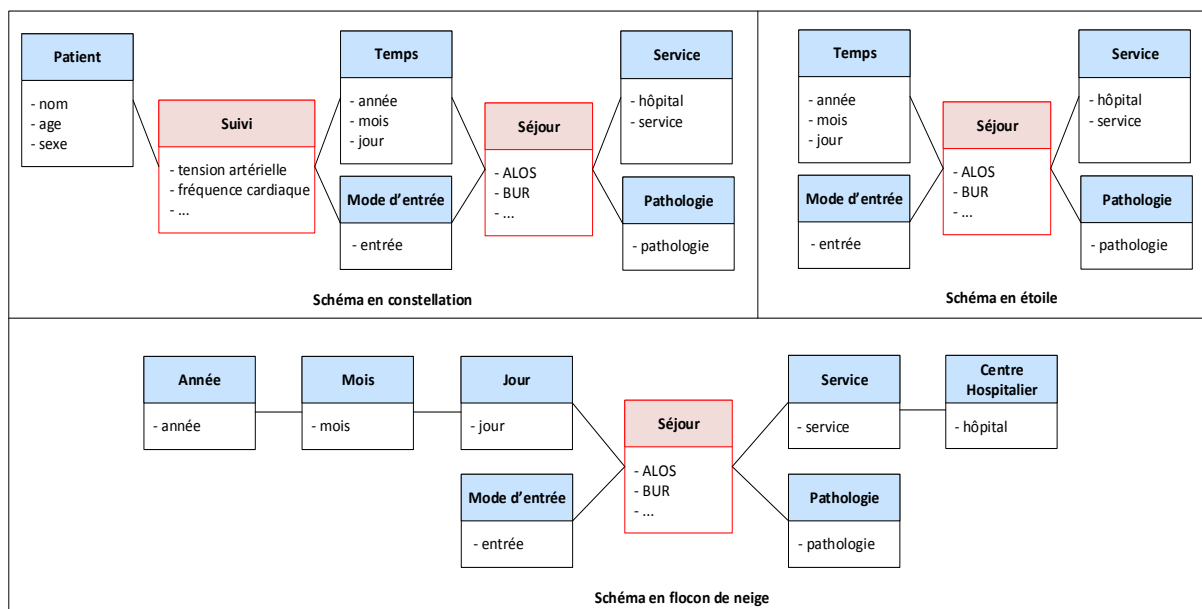 Patient
- nom
- age
- sexe
Suivi
- tension artérielle
- fréquence cardiaque
- ...
Temps
- année
- mois
- jour
Mode d'entrée
- entrée
Séjour
- ALOS
- BUR
- ...
Service
- hôpital
- service
Pathologie
- pathologie
Schéma en constellation
Temps
- année
- mois
- jour
Mode d'entrée
- entrée
Séjour
- ALOS
- BUR
- ...
Service
- hôpital
- service
Pathologie
- pathologie
Schéma en étoile
Année
- année
Mois
- mois
Jour
- jour
Mode d'entrée
- entrée
Séjour
- ALOS
- BUR
- ...
Service
- service
Centre
Hospitalier
- hôpital
Pathologie
- pathologie
Schéma en flocon de neige